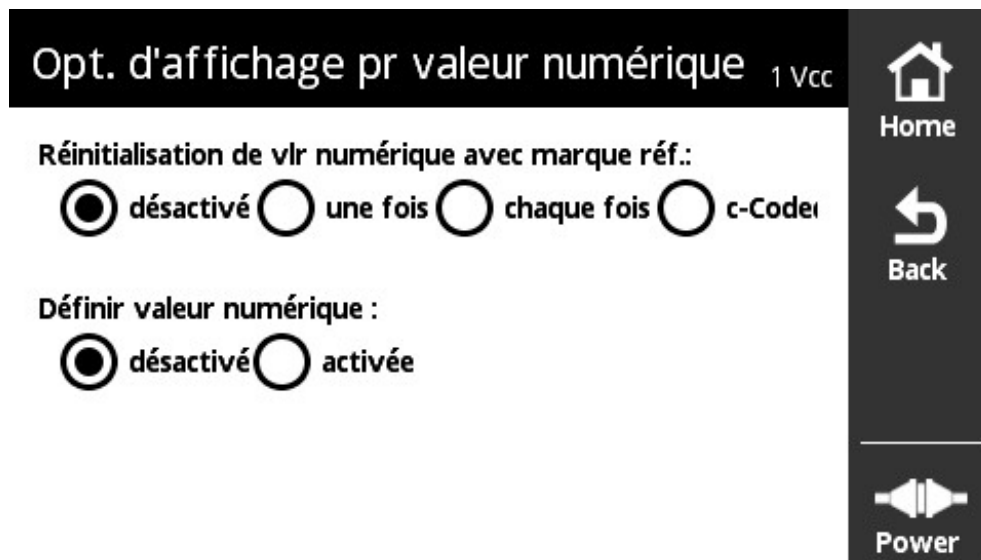 Opt. d'affichage pr valeur numérique 1 Vcc
Home
Réinitialisation de vlr numérique avec marque réf.:
désactivé une fois chaque fois c-Coded
Back
Définir valeur numérique :
désactivé activée
Power